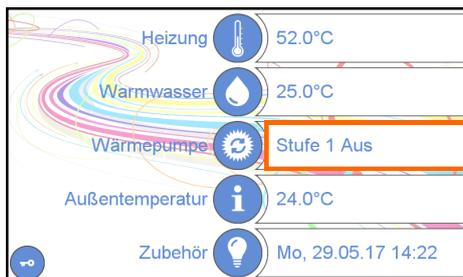 Heizung 52.0°C
Warmwasser 25.0°C
Wärmepumpe Stufe 1 Aus
Außentemperatur 24.0°C
Zubehör Mo, 29.05.17 14:22